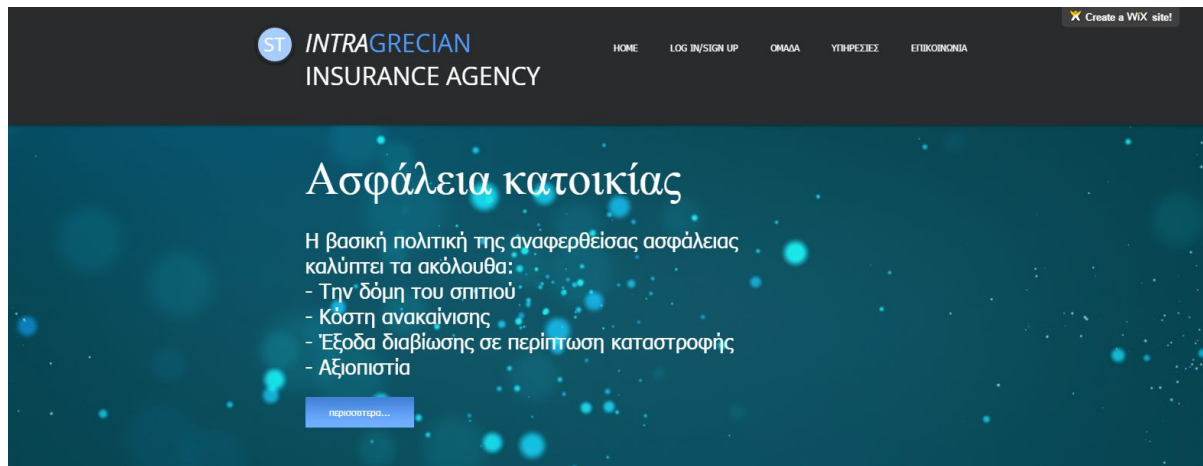 Create a WiX site!
ST
INTRAGRECIAN
INSURANCE AGENCY
HOME
LOG IN/SIGN UP
ΟΜΑΔΑ
ΥΠΗΡΕΣΙΕΣ
ΕΠΙΚΟΙΝΩΝΙΑ
Ασφάλεια κατοικίας
Η βασική πολιτική της αναφερθείσας ασφάλειας
καλύπτει τα ακόλουθα:
- Την δόμη του σπιτιού
- Κόστη ανακαίνισης
- Έξοδα διαβίωσης σε περίπτωση καταστροφής
- Αξιοπιστία
περισσοτερα...